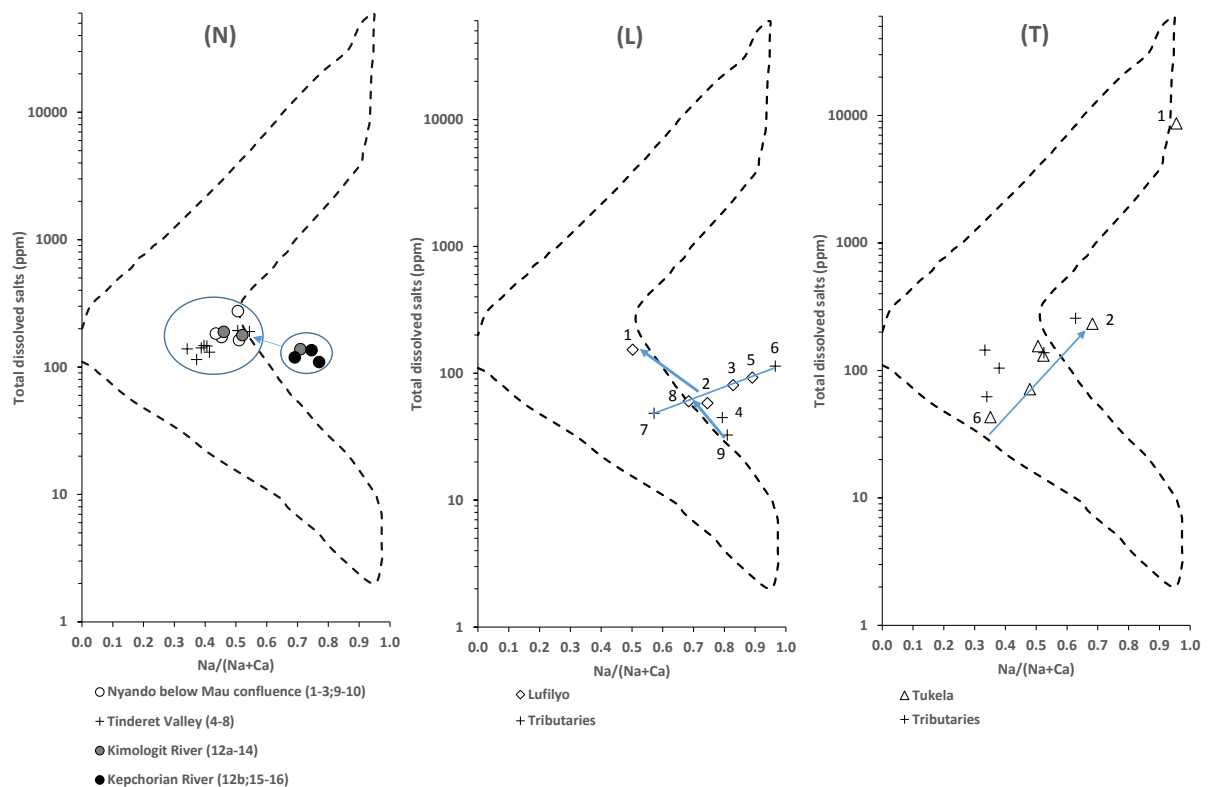 (N)
Total dissolved salts (ppm)
10000
1000
100
10
1
0.0 0.1 0.2 0.3 0.4 0.5 0.6 0.7 0.8 0.9 1.0
Na/(Na+Ca)
Nyando below Mau confluence (1-3;9-10)
Tinderet Valley (4-8)
Kimologit River (12a-14)
Kepchorian River (12b;15-16)
(L)
Total dissolved salts (ppm)
10000
1000
100
10
1
1
6
5
3
2
8
4
7
9
0.0 0.1 0.2 0.3 0.4 0.5 0.6 0.7 0.8 0.9 1.0
Na/(Na+Ca)
Lufilyo
Tributaries
(T)
Total dissolved salts (ppm)
10000
1000
100
10
1
1
2
6
0.0 0.1 0.2 0.3 0.4 0.5 0.6 0.7 0.8 0.9 1.0
Na/(Na+Ca)
Tukela
Tributaries